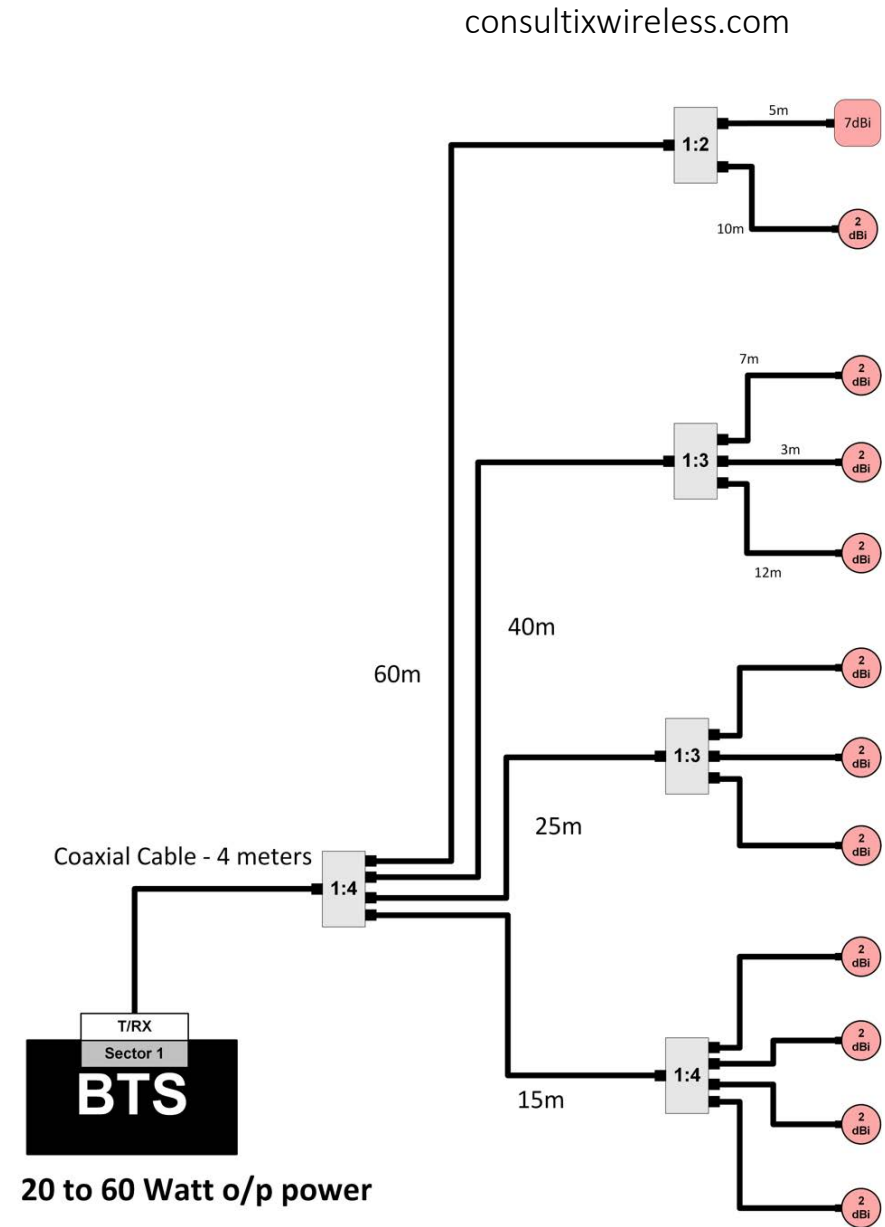 consultixwireless.com
5m
7dBi
1:2
10m
2
dBi
7m
2
dBi
1:3
3m
2
dBi
12m
2
dBi
40m
60m
2
dBi
1:3
2
dBi
25m
2
dBi
Coaxial Cable - 4 meters
1:4
2
dBi
T/RX
Sector 1
BTS
2
dBi
1:4
15m
2
dBi
2
dBi
20 to 60 Watt o/p power